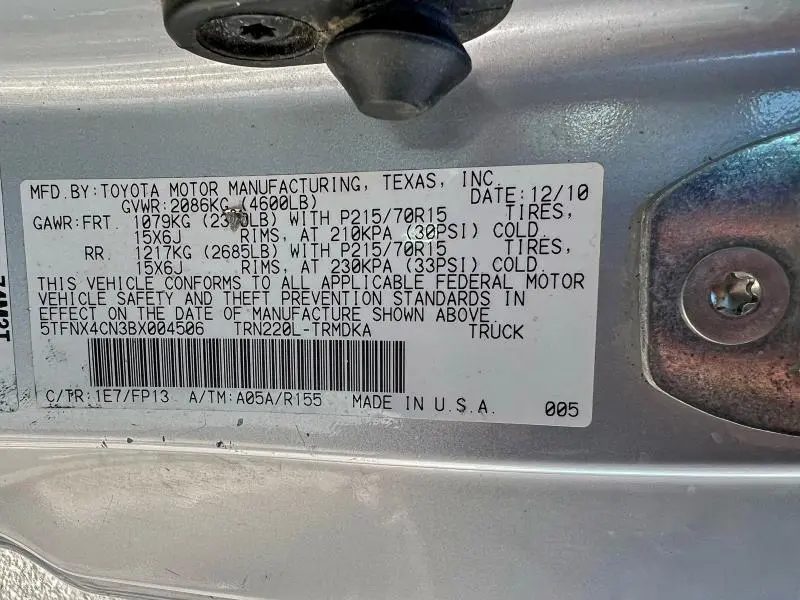 MFD.BY:TOYOTA MOTOR MANUFACTURING, TEXAS, INC.
GVWR:2086KG (4600LB) DATE:12/10
GAWR:FRT. 1079KG LB) WITH P215/70R15 TIRES,
15X6J RIMS, AT 210KPA (30PSI) COLD.
RR. 1217KG (2685LB) WITH P215/70R15 TIRES,
15X6J RIMS, AT 230KPA (33PSI) COLD.
THIS VEHICLE CONFORMS TO ALL APPLICABLE FEDERAL MOTOR
VEHICLE SAFETY AND THEFT PREVENTION STANDARDS IN
EFFECT ON THE DATE OF MANUFACTURE SHOWN ABOVE.
5TFNX4CN3BX004506 TRN220L-TRMDKA TRUCK
C/TR:1E7/FP13 A/TM:A05A/R155 MADE IN U.S.A. 005